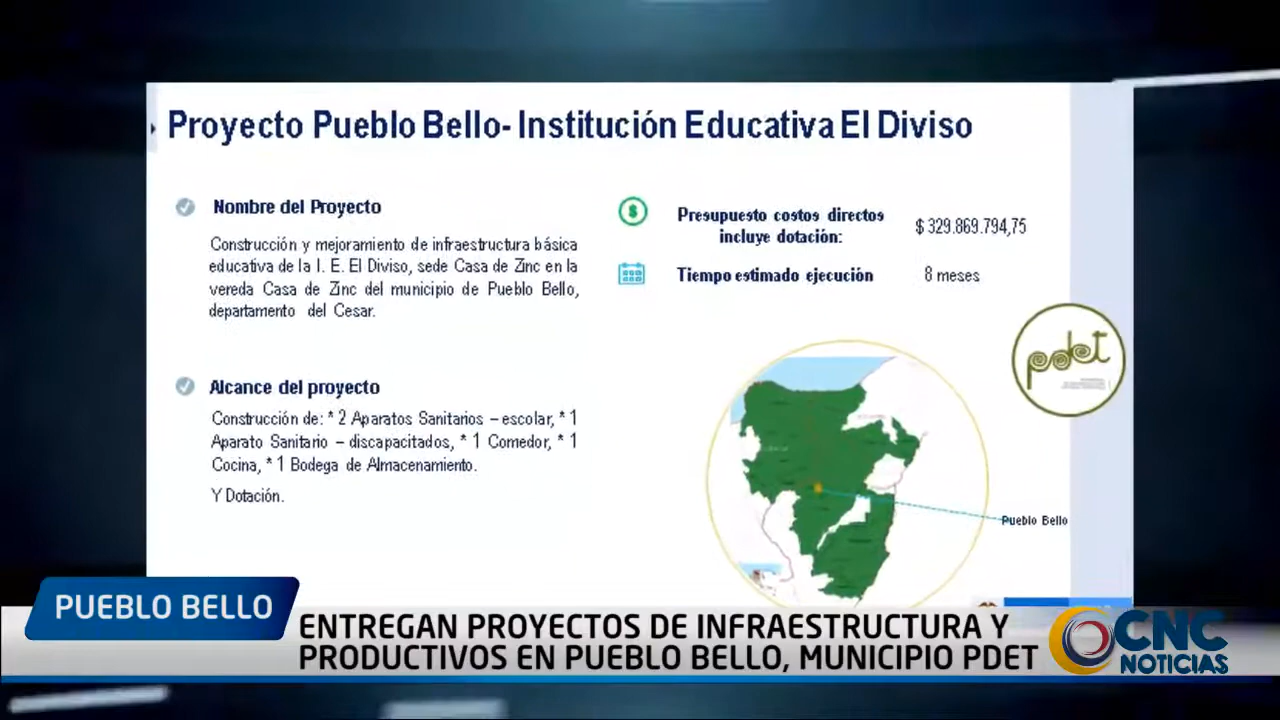 Proyecto Pueblo Bello- Institución Educativa El Diviso
Nombre del Proyecto
Construcción y mejoramiento de infraestructura básica
educativa de la I. E. El Diviso, sede Casa de Zinc en la
vereda Casa de Zinc del municipio de Pueblo Bello,
departamento del Cesar.
Alcance del proyecto
Construcción de: * 2 Aparatos Sanitarios – escolar, * 1
Aparato Sanitario – discapacitados, * 1 Comedor, * 1
Cocina, * 1 Bodega de Almacenamiento.
Y Dotación.
$
Presupuesto costos directos
incluye dotación:
$ 329.869.794,75
Tiempo estimado ejecución
8 meses
pdet
Pueblo Bello
PUEBLO BELLO
ENTREGAN PROYECTOS DE INFRAESTRUCTURA Y
PRODUCTIVOS EN PUEBLO BELLO, MUNICIPIO PDET
CNC
NOTICIAS